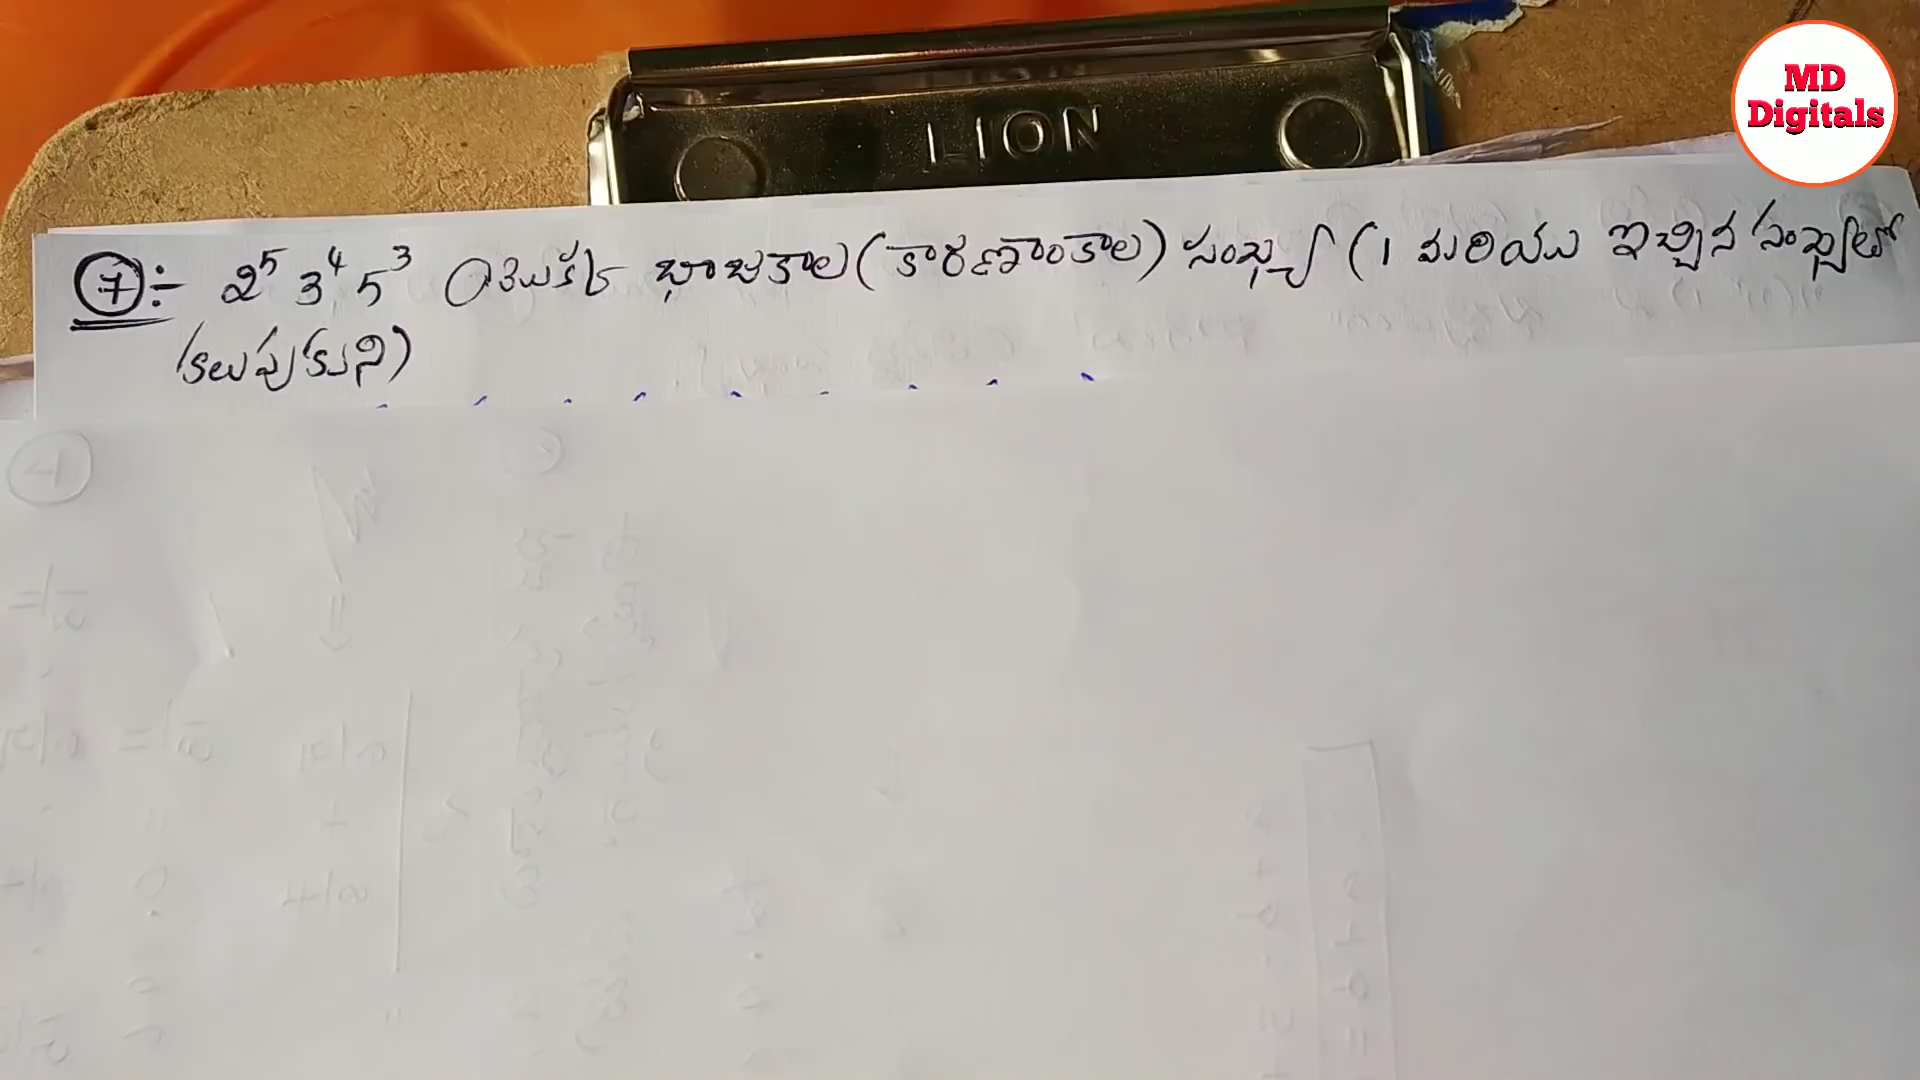 LION
MD
Digitals
7:- 2⁵ 3⁴ 5³ యొక్క భాజకాల (కారణాంకాల) సంఖ్య (1 మరియు ఇచ్చిన సంఖ్యలో
కలుపుకుని)